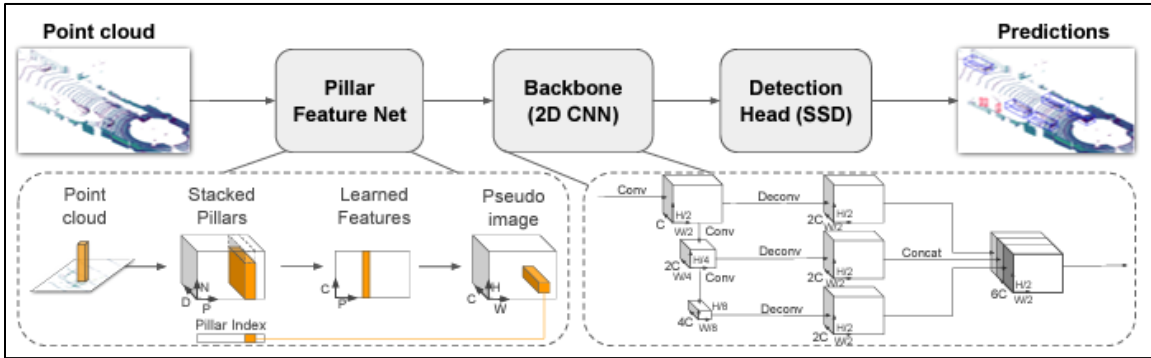 Point cloud
Predictions
Pillar
Feature Net
Backbone
(2D CNN)
Detection
Head (SSD)
Point
cloud
Stacked
Pillars
Learned
Features
Pseudo
image
D
N
P
C
P
C
H
W
Pillar Index
Conv
C
H/2
W/2
Deconv
2C
H/2
W/2
Conv
2C
H/4
W/4
Deconv
2C
H/2
W/2
Concat
Conv
4C
H/8
W/8
Deconv
2C
H/2
W/2
6C
H/2
W/2